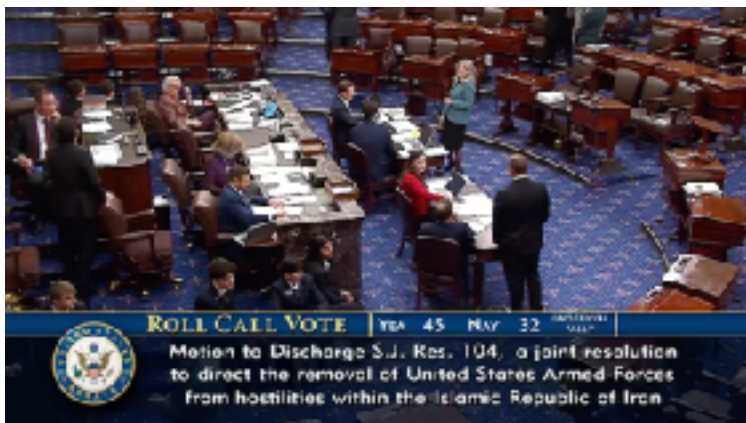 ROLL CALL VOTE YEA 45 NAY 32
Motion to Discharge S.J. Res. 104, a joint resolution
to direct the removal of United States Armed Forces
from hostilities within the Islamic Republic of Iran